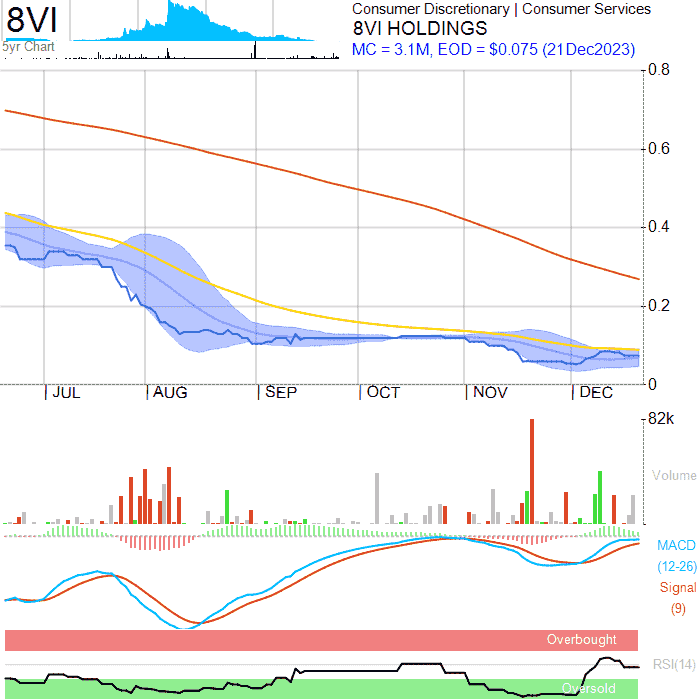 8VI
5yr Chart
Consumer Discretionary | Consumer Services
8VI HOLDINGS
MC = 3.1M, EOD = $0.075 (21Dec2023)
0.8
0.6
0.4
0.2
0
JUL AUG SEP OCT NOV DEC
82k
Volume
MACD
(12-26)
Signal
(9)
Overbought
RSI(14)
Oversold